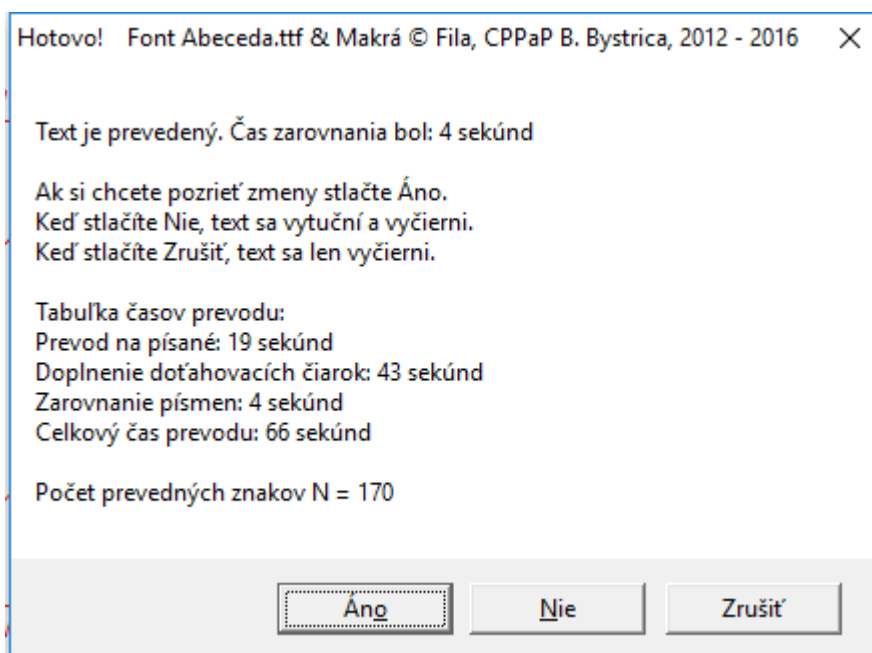 Hotovo! Font Abeceda.ttf & Makrá © Fila, CPPaP B. Bystrica, 2012 - 2016
Text je prevedený. Čas zarovnania bol: 4 sekúnd
Ak si chcete pozrieť zmeny stlačte Áno.
Keď stlačíte Nie, text sa vytuční a vyčierni.
Keď stlačíte Zrušiť, text sa len vyčierni.
Tabuľka časov prevodu:
Prevod na písané: 19 sekúnd
Doplnenie doťahovacích čiarok: 43 sekúnd
Zarovnanie písmen: 4 sekúnd
Celkový čas prevodu: 66 sekúnd
Počet prevedných znakov N = 170
Áno Nie Zrušiť